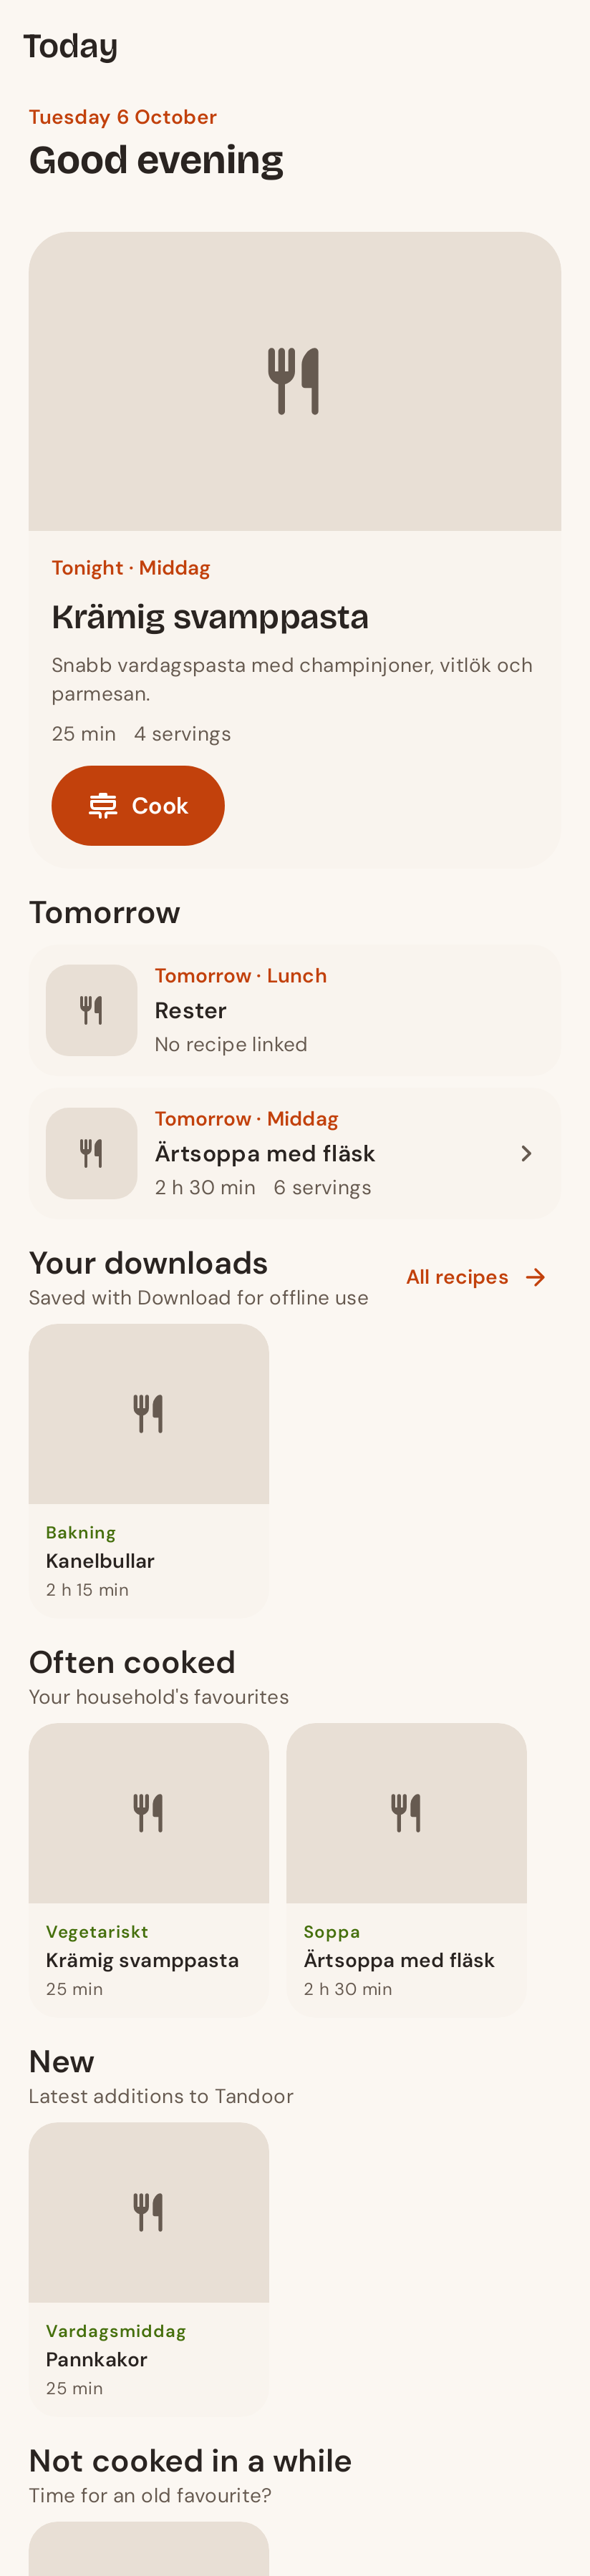 Today
Tuesday 6 October
Good evening
Tonight · Middag
Krämig svamppasta
Snabb vardagspasta med champinjoner, vitlök och
parmesan.
25 min 4 servings
Cook
Tomorrow
Tomorrow · Lunch
Rester
No recipe linked
Tomorrow · Middag
Ärtsoppa med fläsk
2 h 30 min 6 servings
Your downloads
Saved with Download for offline use
All recipes
Bakning
Kanelbullar
2 h 15 min
Often cooked
Your household's favourites
Vegetariskt
Krämig svamppasta
25 min
Soppa
Ärtsoppa med fläsk
2 h 30 min
New
Latest additions to Tandoor
Vardagsmiddag
Pannkakor
25 min
Not cooked in a while
Time for an old favourite?